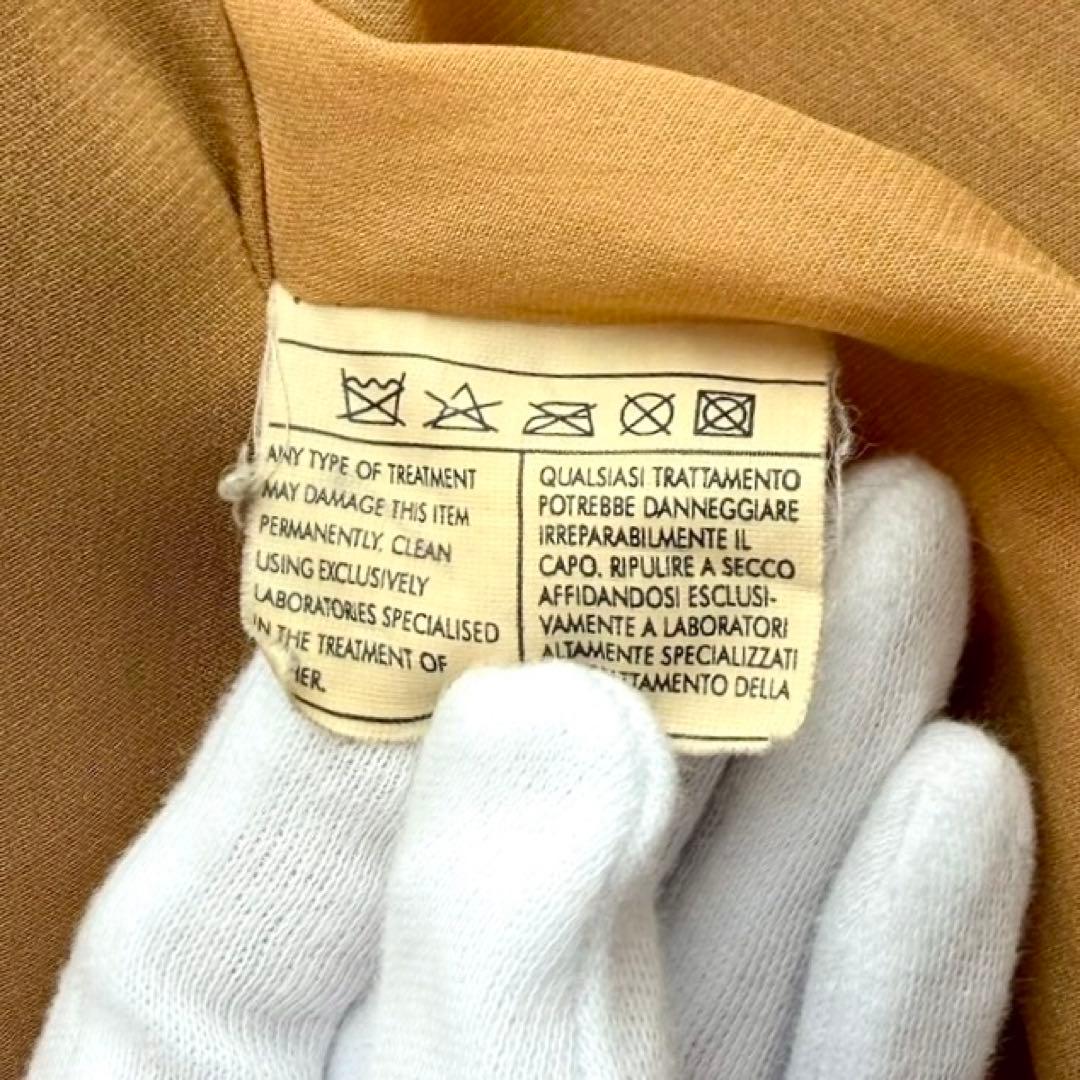 ANY TYPE OF TREATMENT
MAY DAMAGE THIS ITEM
PERMANENTLY, CLEAN
USING EXCLUSIVELY
LABORATORIES SPECIALISED
IN THE TREATMENT OF
QUALSIASI TRATTAMENTO
POTREBBE DANNEGGIARE
IRREPARABILMENTE IL
CAPO. RIPULIRE A SECCO
AFFIDANDOSI ESCLUSI-
VAMENTE A LABORATORI
ALTAMENTE SPECIALIZZATI
DELLA